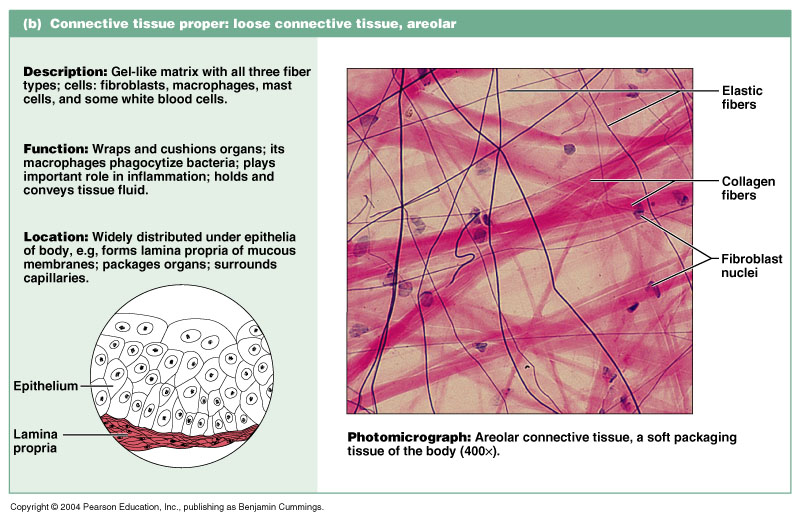 (b) Connective tissue proper: loose connective tissue, areolar
Description: Gel-like matrix with all three fiber
types; cells: fibroblasts, macrophages, mast
cells, and some white blood cells.
Function: Wraps and cushions organs; its
macrophages phagocytize bacteria; plays
important role in inflammation; holds and
conveys tissue fluid.
Location: Widely distributed under epithelia
of body, e.g, forms lamina propria of mucous
membranes; packages organs; surrounds
capillaries.
Epithelium
Lamina
propria
Elastic
fibers
Collagen
fibers
Fibroblast
nuclei
Photomicrograph: Areolar connective tissue, a soft packaging
tissue of the body (400×).
Copyright © 2004 Pearson Education, Inc., publishing as Benjamin Cummings.